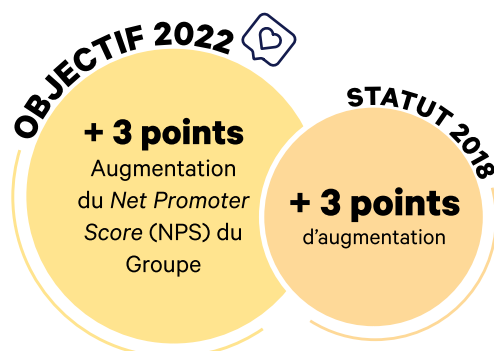 OBJECTIF 2022
+ 3 points
Augmentation
du Net Promoter
Score (NPS) du
Groupe
STATUT 2018
+ 3 points
d’augmentation